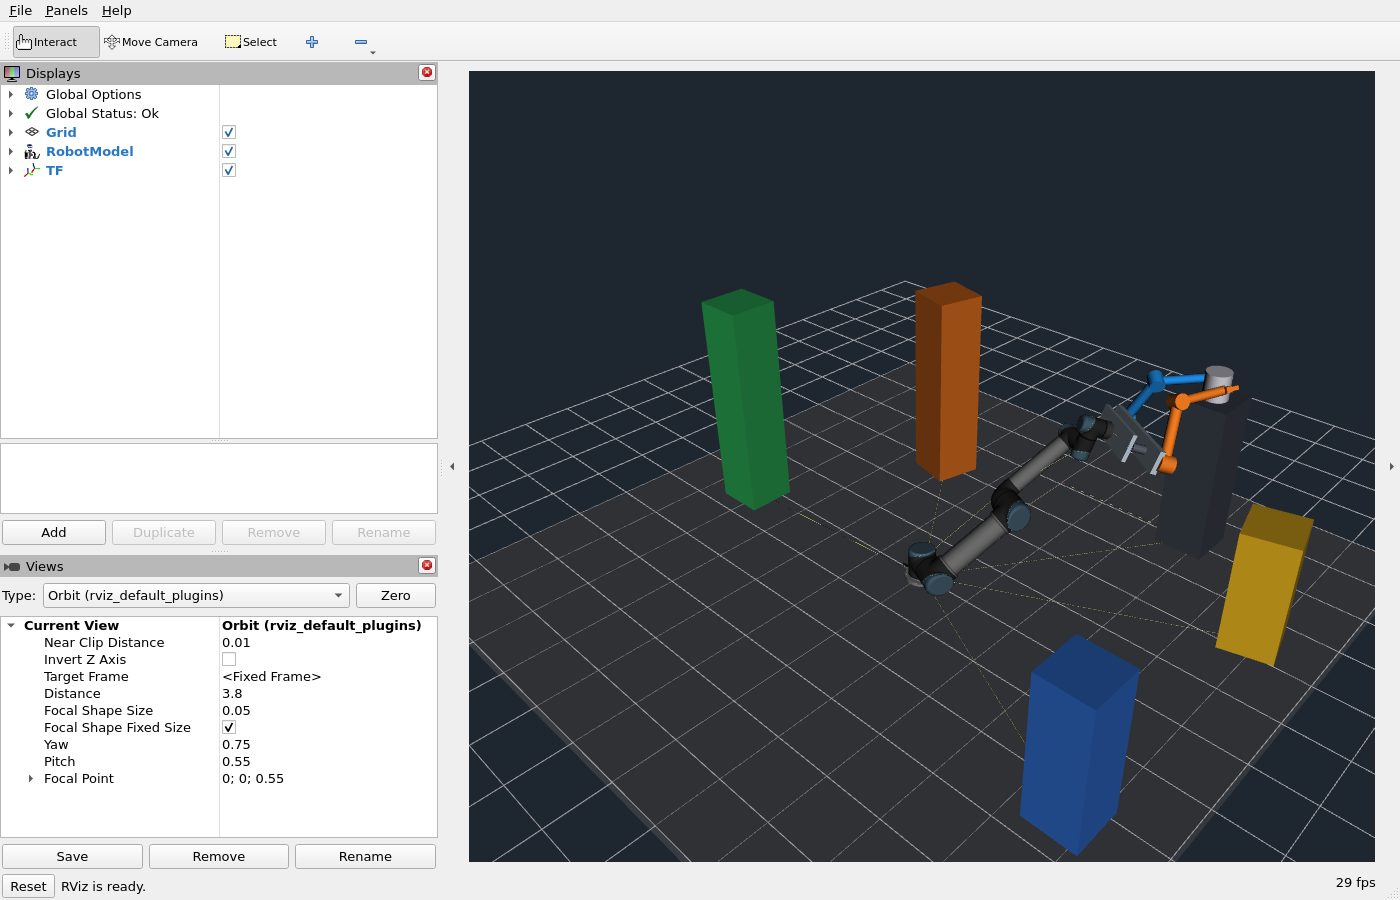 File Panels Help
Interact Move Camera Select
Displays
Global Options
Global Status: Ok
Grid
RobotModel
TF
Add Duplicate Remove Rename
Views
Type: Orbit (rviz_default_plugins) Zero
Current View Orbit (rviz_default_plugins)
Near Clip Distance 0.01
Invert Z Axis
Target Frame <Fixed Frame>
Distance 3.8
Focal Shape Size 0.05
Focal Shape Fixed Size
Yaw 0.75
Pitch 0.55
Focal Point 0; 0; 0.55
Save Remove Rename
Reset RViz is ready. 29 fps